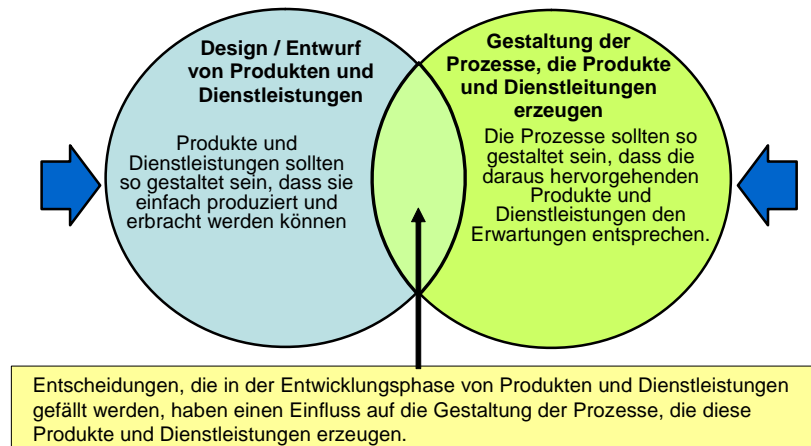 Design / Entwurf
von Produkten und
Dienstleistungen
Produkte und
Dienstleistungen sollten
so gestaltet sein, dass sie
einfach produziert und
erbracht werden können
Gestaltung der
Prozesse, die Produkte
und Dienstleitungen
erzeugen
Die Prozesse sollten so
gestaltet sein, dass die
daraus hervorgehenden
Produkte und
Dienstleistungen den
Erwartungen entsprechen.
Entscheidungen, die in der Entwicklungsphase von Produkten und Dienstleistungen
gefällt werden, haben einen Einfluss auf die Gestaltung der Prozesse, die diese
Produkte und Dienstleistungen erzeugen.